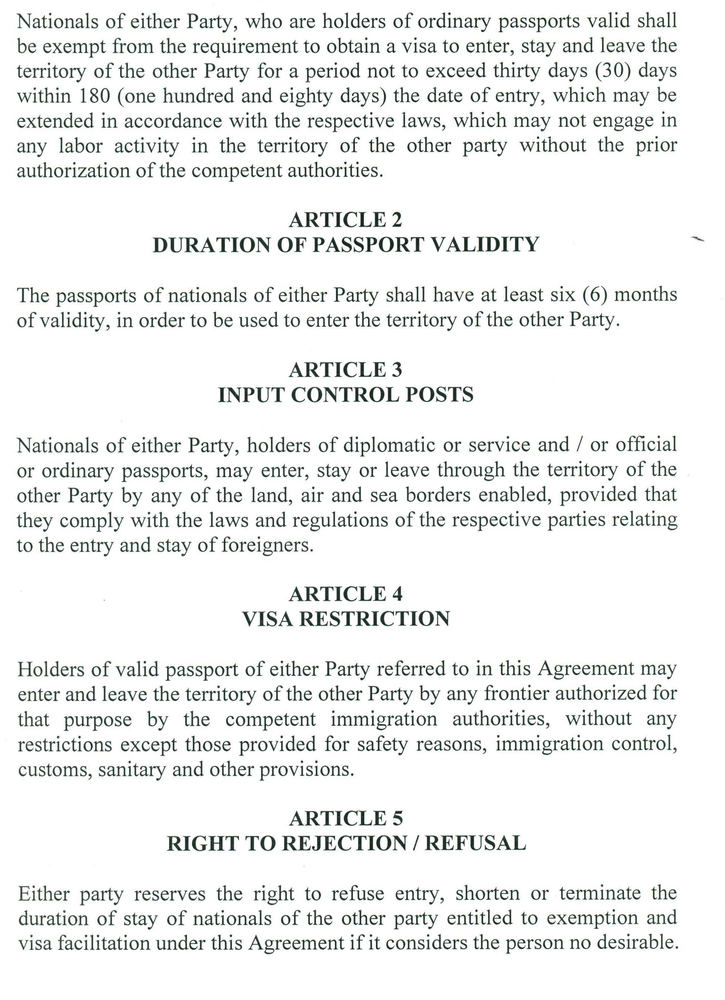 Nationals of either Party, who are holders of ordinary passports valid shall
be exempt from the requirement to obtain a visa to enter, stay and leave the
territory of the other Party for a period not to exceed thirty days (30) days
within 180 (one hundred and eighty days) the date of entry, which may be
extended in accordance with the respective laws, which may not engage in
any labor activity in the territory of the other party without the prior
authorization of the competent authorities.
ARTICLE 2
DURATION OF PASSPORT VALIDITY
The passports of nationals of either Party shall have at least six (6) months
of validity, in order to be used to enter the territory of the other Party.
ARTICLE 3
INPUT CONTROL POSTS
Nationals of either Party, holders of diplomatic or service and / or official
or ordinary passports, may enter, stay or leave through the territory of the
other Party by any of the land, air and sea borders enabled, provided that
they comply with the laws and regulations of the respective parties relating
to the entry and stay of foreigners.
ARTICLE 4
VISA RESTRICTION
Holders of valid passport of either Party referred to in this Agreement may
enter and leave the territory of the other Party by any frontier authorized for
that purpose by the competent immigration authorities, without any
restrictions except those provided for safety reasons, immigration control,
customs, sanitary and other provisions.
ARTICLE 5
RIGHT TO REJECTION / REFUSAL
Either party reserves the right to refuse entry, shorten or terminate the
duration of stay of nationals of the other party entitled to exemption and
visa facilitation under this Agreement if it considers the person no desirable.